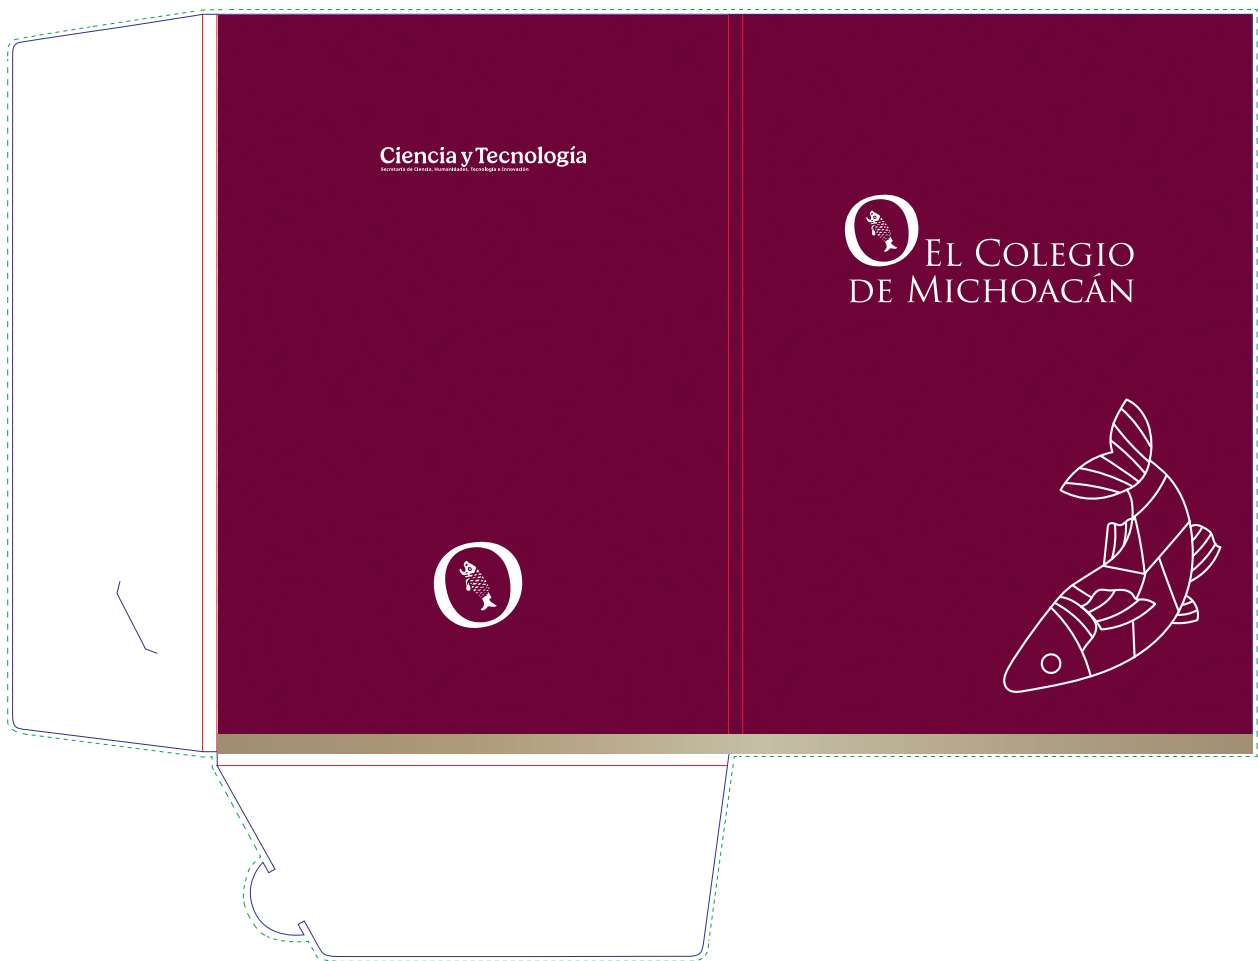 Ciencia y Tecnología
Secretaría de Ciencia, Humanidades, Tecnología e Innovación
EL COLEGIO
DE MICHOACÁN